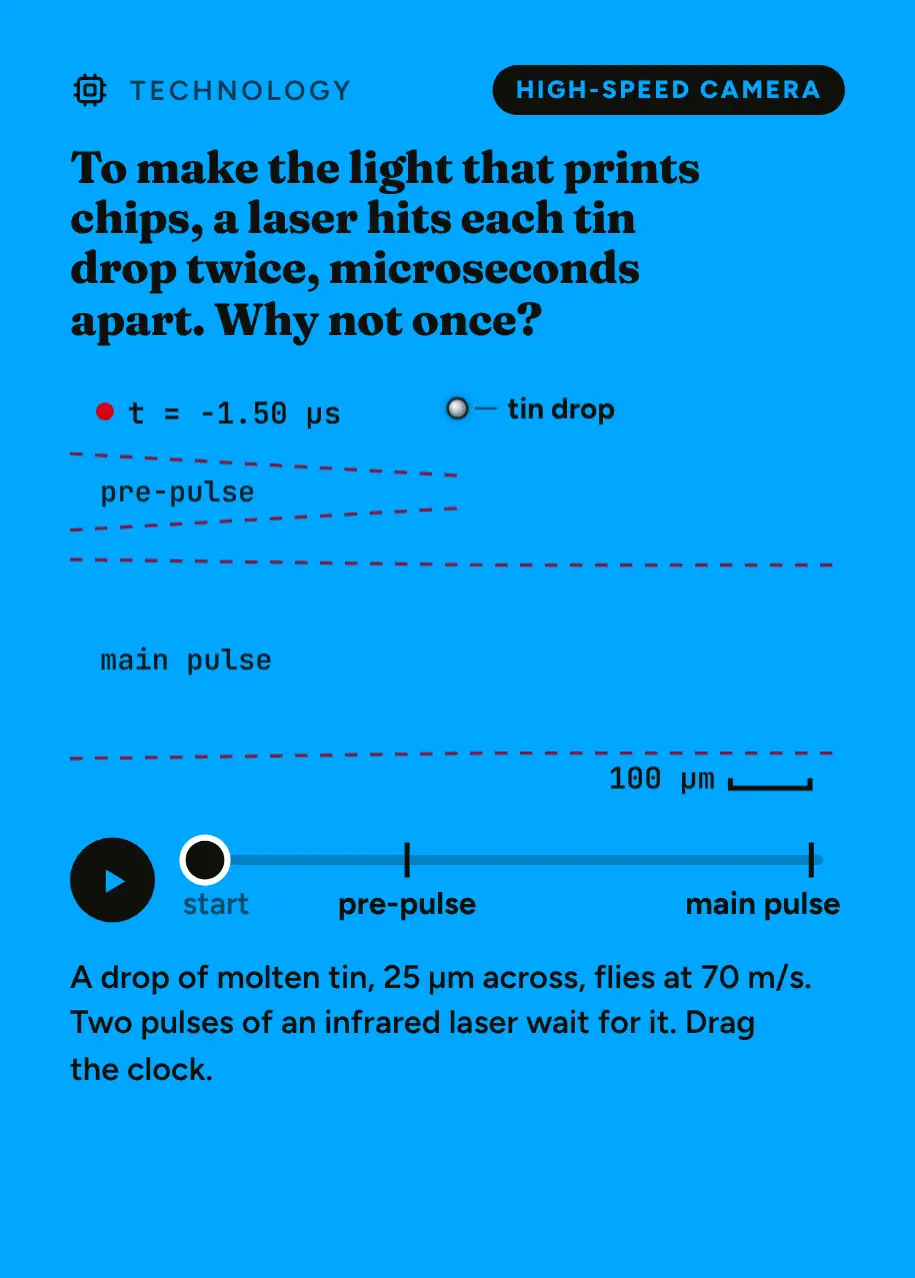 TECHNOLOGY
HIGH-SPEED CAMERA
To make the light that prints
chips, a laser hits each tin
drop twice, microseconds
apart. Why not once?
t = -1.50 µs
tin drop
pre-pulse
main pulse
100 µm
start
pre-pulse
main pulse
A drop of molten tin, 25 µm across, flies at 70 m/s.
Two pulses of an infrared laser wait for it. Drag
the clock.